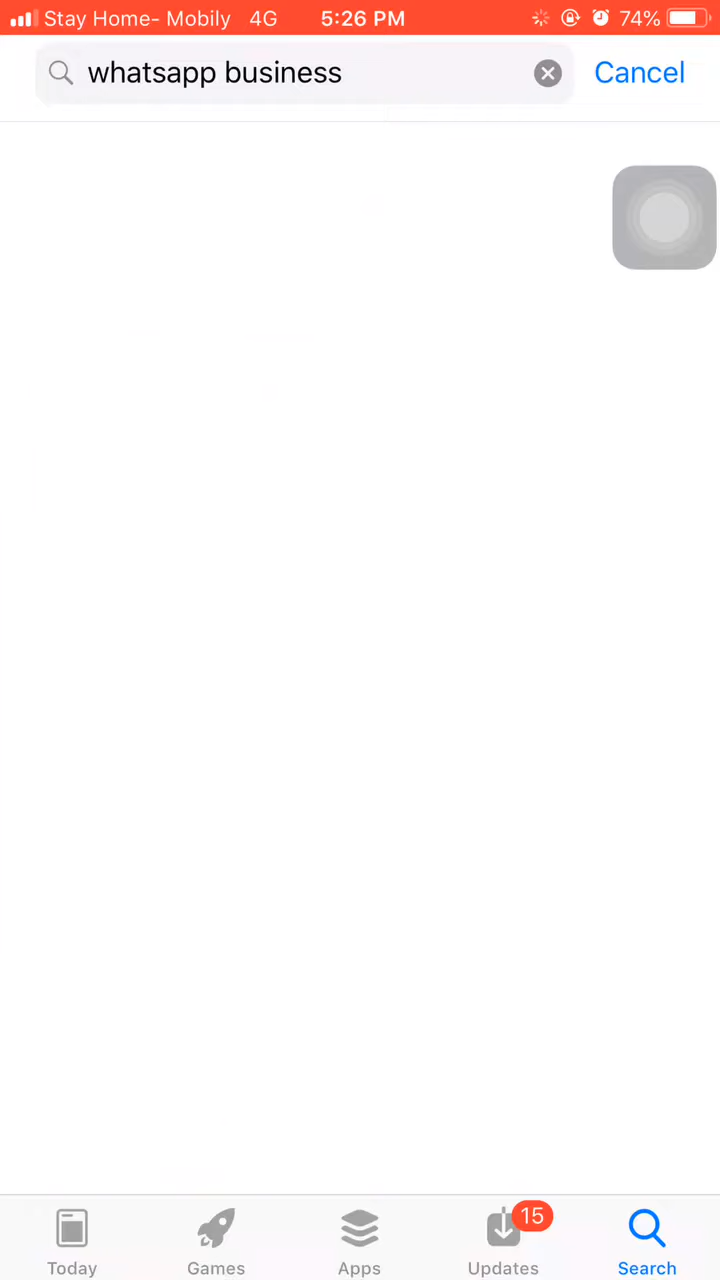 Stay Home- Mobily 4G 5:26 PM 74%
whatsapp business Cancel
15
Today Games Apps Updates Search